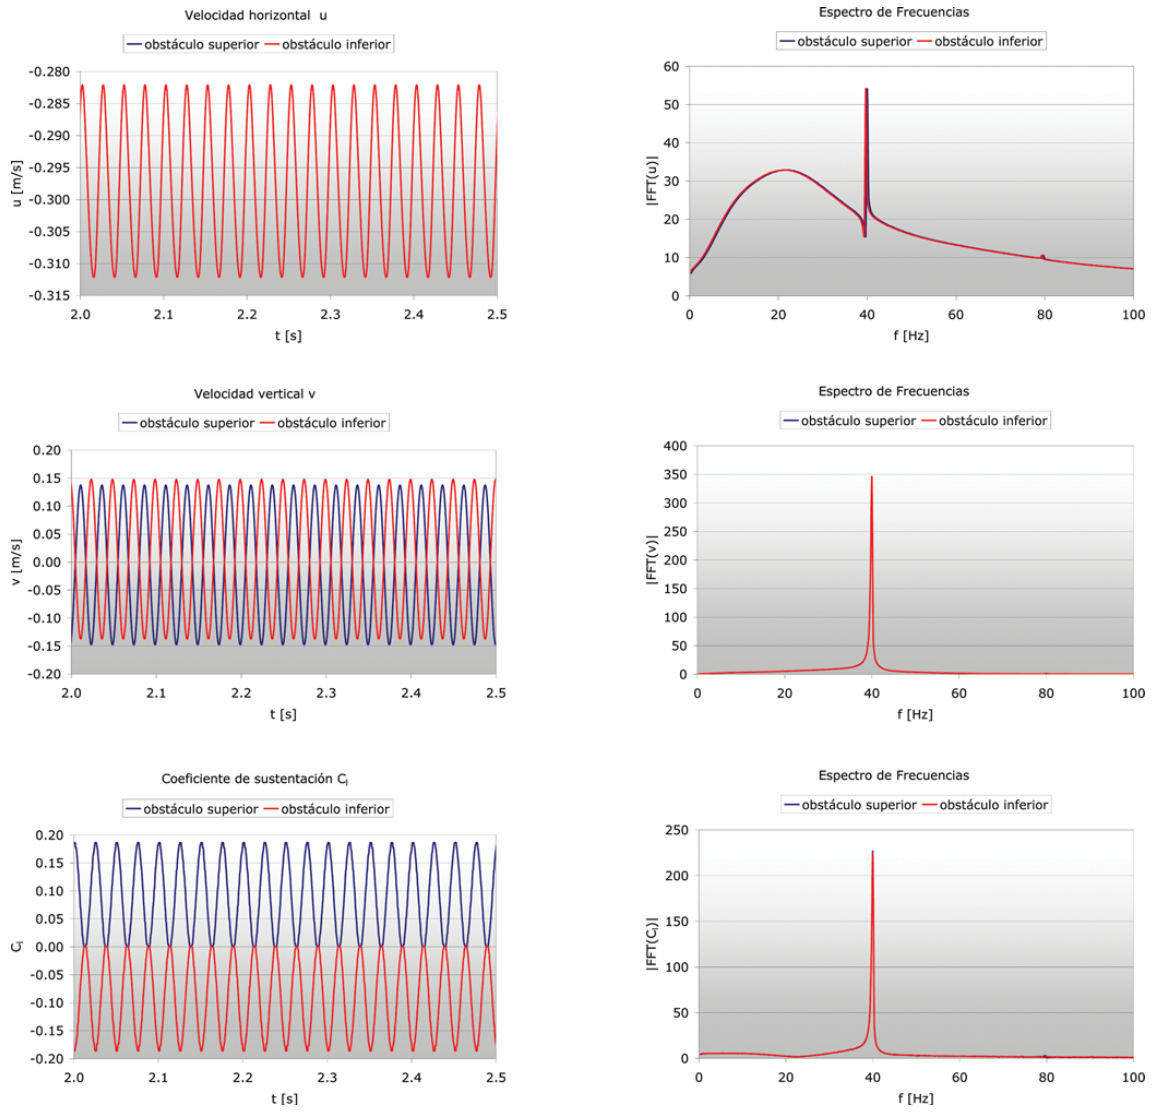 Velocidad horizontal u
obstáculo superior obstáculo inferior
-0.280
-0.285
-0.290
-0.295
-0.300
-0.305
-0.310
-0.315
u [m/s]
2.0 2.1 2.2 2.3 2.4 2.5
t [s]
Espectro de Frecuencias
obstáculo superior obstáculo inferior
60
50
40
30
20
10
0
|FFT(u)|
0 20 40 60 80 100
f [Hz]
Velocidad vertical v
obstáculo superior obstáculo inferior
0.20
0.15
0.10
0.05
0.00
-0.05
-0.10
-0.15
-0.20
v [m/s]
2.0 2.1 2.2 2.3 2.4 2.5
t [s]
Espectro de Frecuencias
obstáculo superior obstáculo inferior
400
350
300
250
200
150
100
50
0
|FFT(v)|
0 20 40 60 80 100
f [Hz]
Coeficiente de sustentación Cl
obstáculo superior obstáculo inferior
0.20
0.15
0.10
0.05
0.00
-0.05
-0.10
-0.15
-0.20
Cl
2.0 2.1 2.2 2.3 2.4 2.5
t [s]
Espectro de Frecuencias
obstáculo superior obstáculo inferior
250
200
150
100
50
0
|FFT(Cl)|
0 20 40 60 80 100
f [Hz]